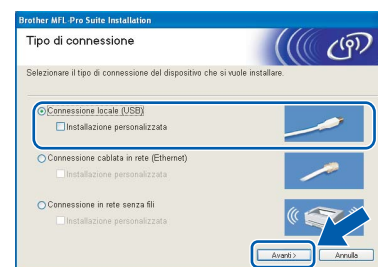 Brother MFL-Pro Suite Installation
Tipo di connessione
Selezionare il tipo di connessione del dispositivo che si vuole installare.
Connessione locale (USB)
Installazione personalizzata
Connessione cablata in rete (Ethernet)
Installazione personalizzata
Connessione in rete senza fili
Installazione personalizzata
Avanti >
Annulla